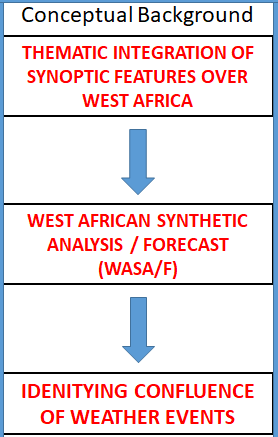 Conceptual Background
THEMATIC INTEGRATION OF
SYNOPTIC FEATURES OVER
WEST AFRICA
WEST AFRICAN SYNTHETIC
ANALYSIS / FORECAST
(WASA/F)
IDENITYING CONFLUENCE
OF WEATHER EVENTS